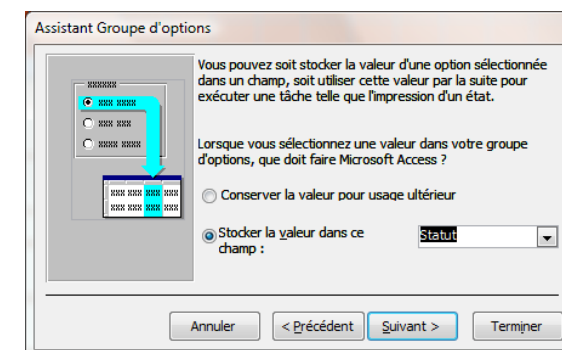 Assistant Groupe d'options
Vous pouvez soit stocker la valeur d'une option sélectionnée
dans un champ, soit utiliser cette valeur par la suite pour
exécuter une tâche telle que l'impression d'un état.
Lorsque vous sélectionnez une valeur dans votre groupe
d'options, que doit faire Microsoft Access ?
Conserver la valeur pour usage ultérieur
Stocker la valeur dans ce
champ :
Statut
Annuler
< Précédent
Suivant >
Terminer